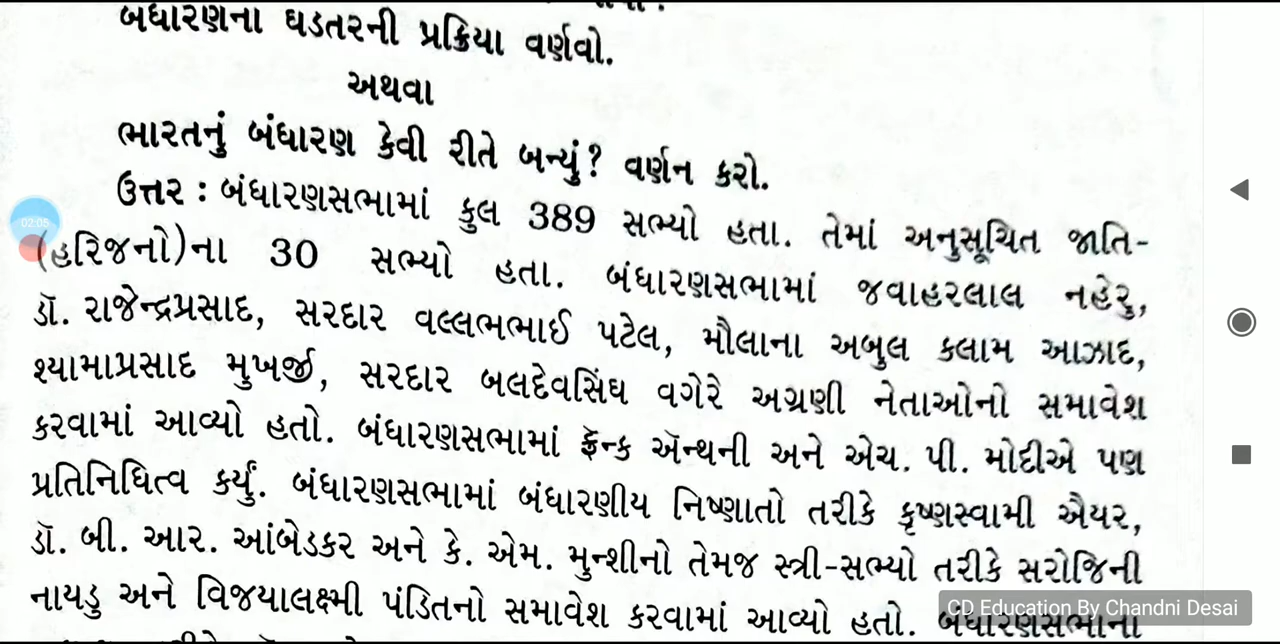 બંધારણના ઘડતરની પ્રક્રિયા વર્ણવો.
અથવા
ભારતનું બંધારણ કેવી રીતે બન્યું? વર્ણન કરો.
ઉત્તર : બંધારણસભામાં કુલ 389 સભ્યો હતા. તેમાં અનુસૂચિત જાતિ-
(હરિજનો)ના 30 સભ્યો હતા. બંધારણસભામાં જવાહરલાલ નહેરુ,
ડૉ. રાજેન્દ્રપ્રસાદ, સરદાર વલ્લભભાઈ પટેલ, મૌલાના અબુલ કલામ આઝાદ,
શ્યામાપ્રસાદ મુખર્જી, સરદાર બલદેવસિંઘ વગેરે અગ્રણી નેતાઓનો સમાવેશ
કરવામાં આવ્યો હતો. બંધારણસભામાં ફ્રૅન્ક ઍન્થની અને એચ. પી. મોદીએ પણ
પ્રતિનિધિત્વ કર્યું. બંધારણસભામાં બંધારણીય નિષ્ણાતો તરીકે કૃષ્ણસ્વામી ઐયર,
ડૉ. બી. આર. આંબેડકર અને કે. એમ. મુન્શીનો તેમજ સ્ત્રી-સભ્યો તરીકે સરોજિની
નાયડુ અને વિજયાલક્ષ્મી પંડિતનો સમાવેશ કરવામાં આવ્યો હતો. બંધારણસભાના
02:05
CD Education By Chandni Desai